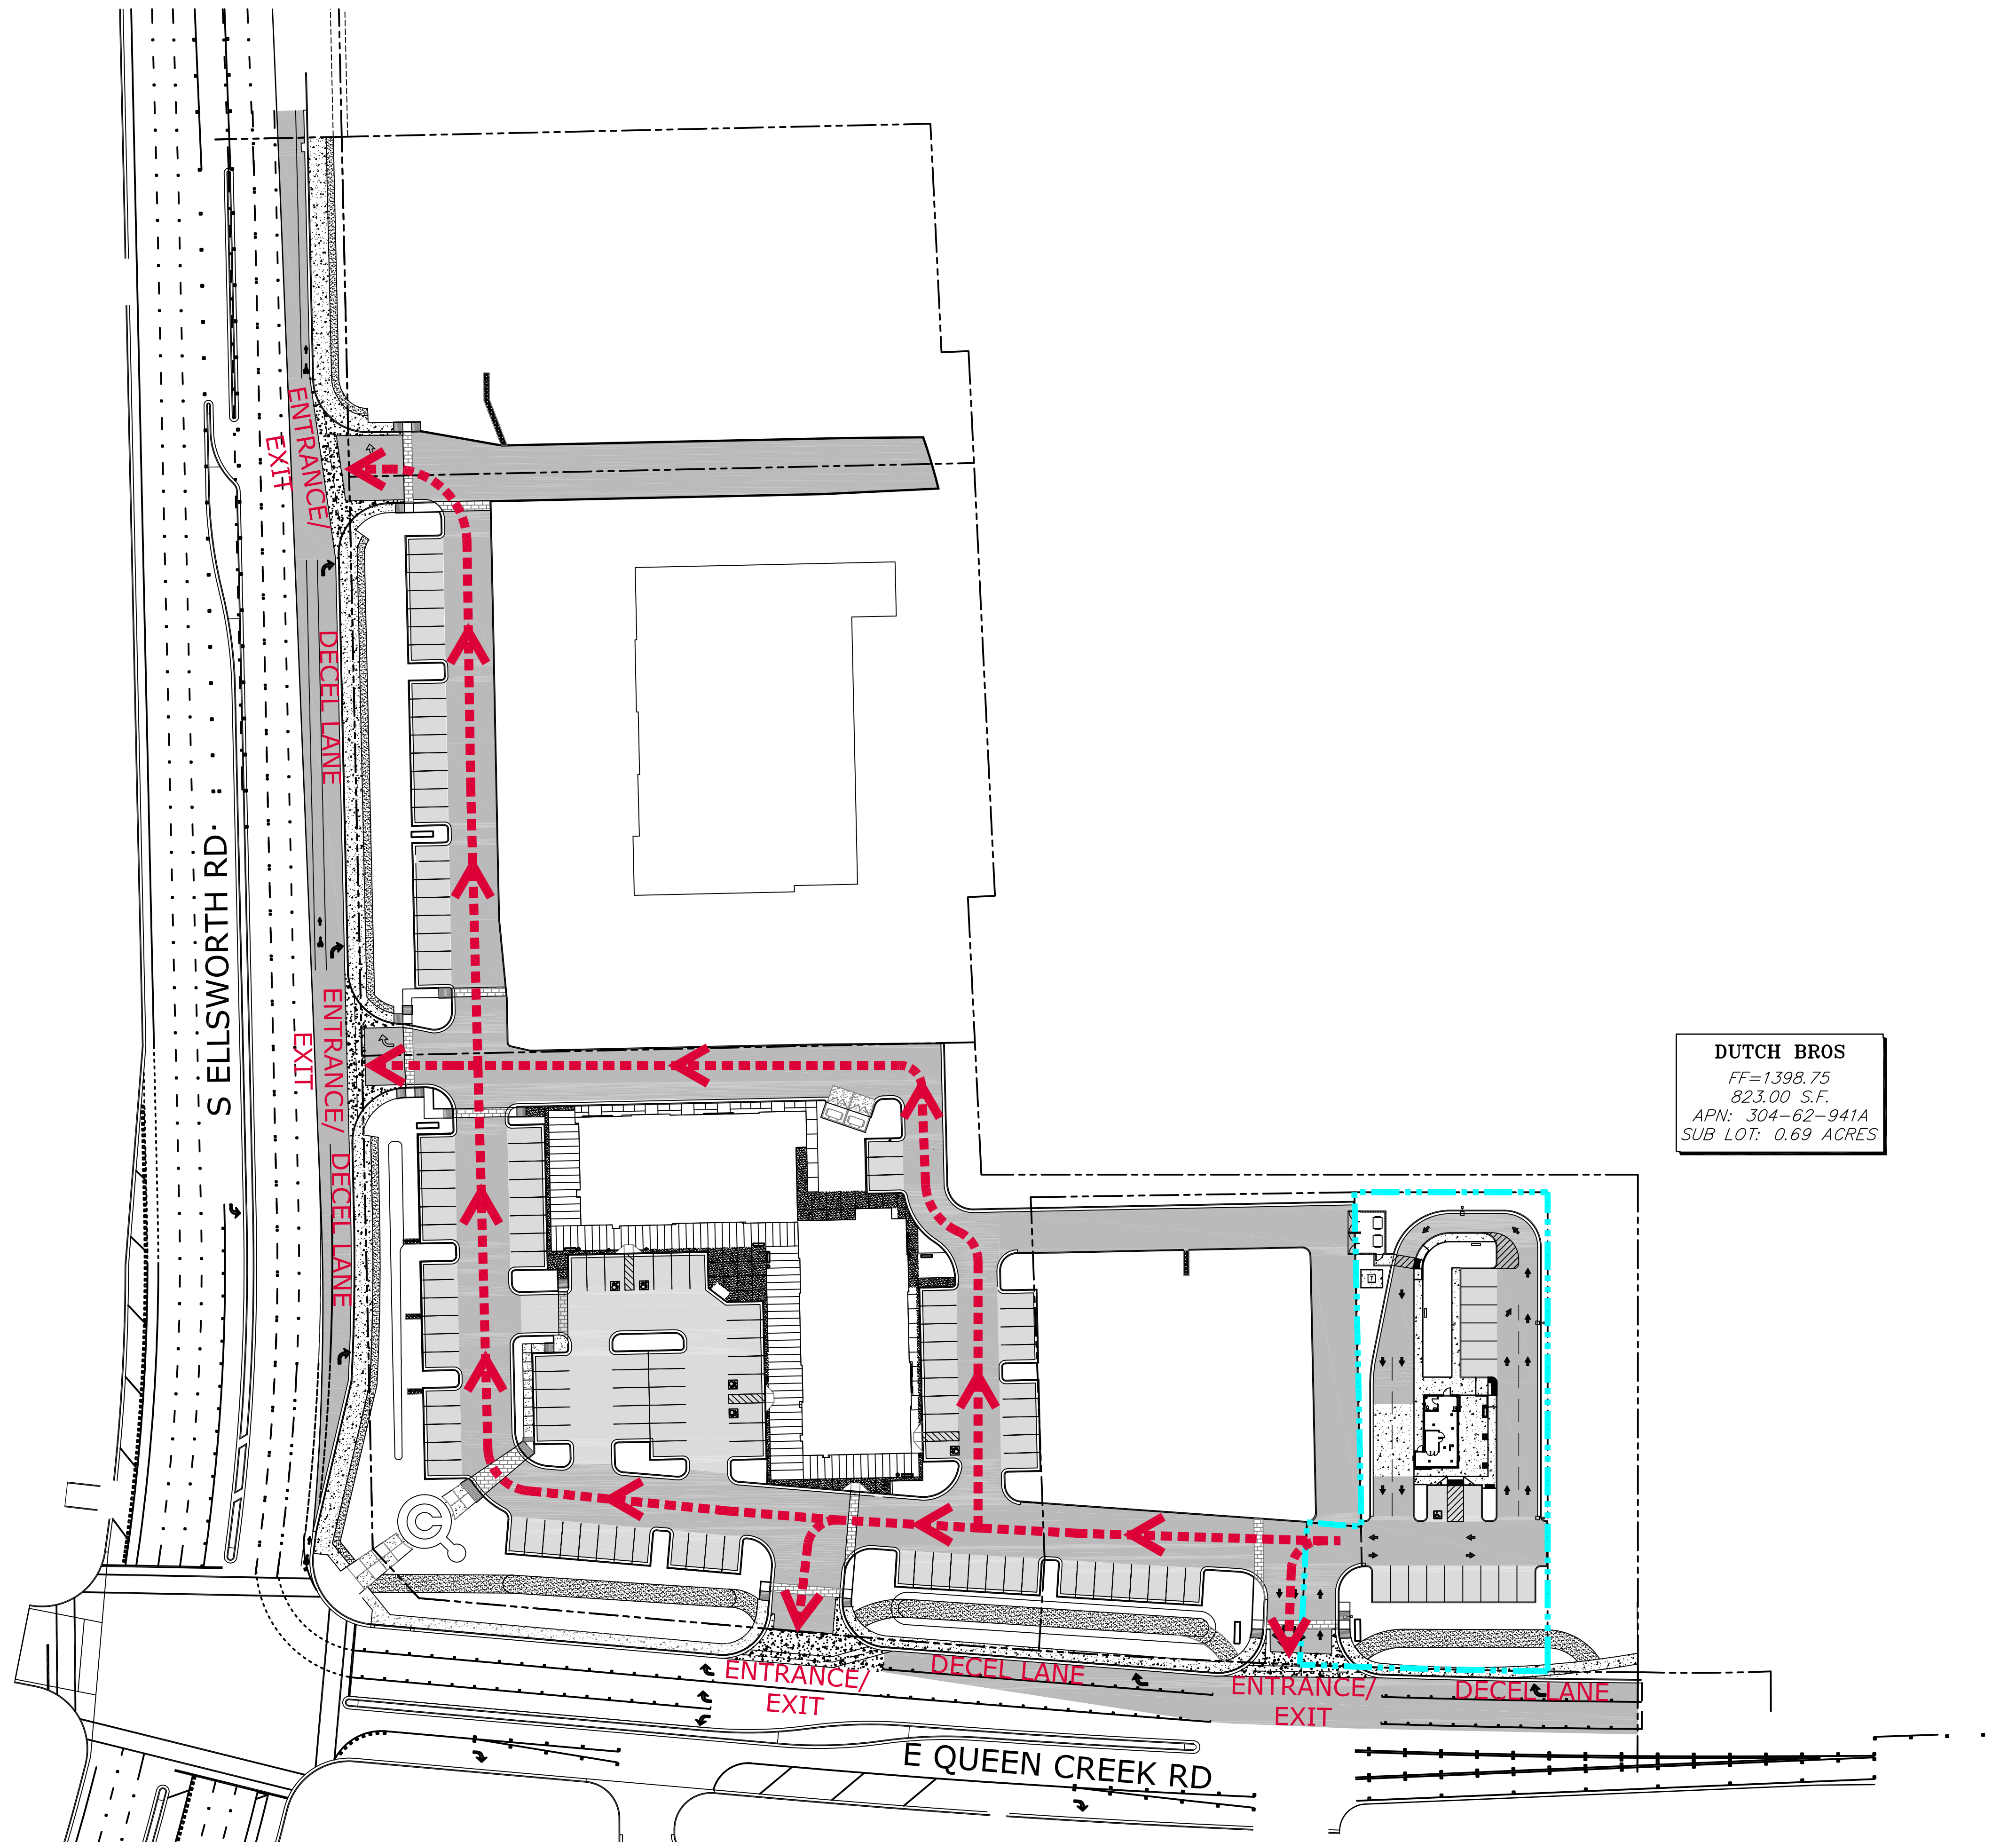 ENTRANCE/
EXIT
DECEL LANE
S ELLSWORTH RD
ENTRANCE/
EXIT
DECEL LANE
DUTCH BROS
FF=1398.75
823.00 S.F.
APN: 304-62-941A
SUB LOT: 0.69 ACRES
ENTRANCE/
EXIT
DECEL LANE
ENTRANCE/
EXIT
DECEL LANE
E QUEEN CREEK RD